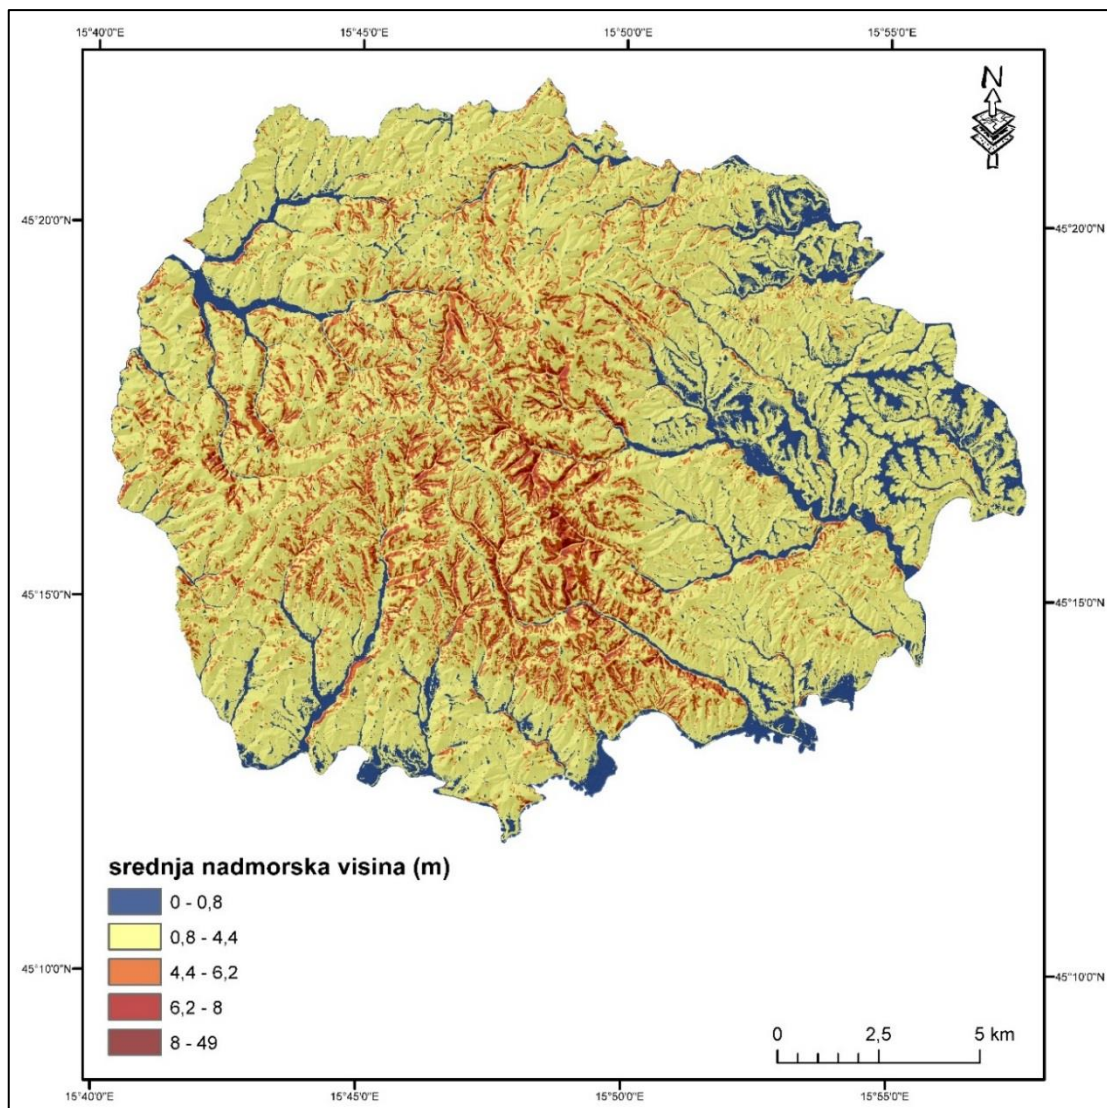 15°40'0"E 15°45'0"E 15°50'0"E 15°55'0"E
N
45°20'0"N 45°20'0"N
45°15'0"N 45°15'0"N
srednja nadmorska visina (m)
0 - 0,8
0,8 - 4,4
4,4 - 6,2
6,2 - 8
8 - 49
45°10'0"N 45°10'0"N
0 2,5 5 km
15°40'0"E 15°45'0"E 15°50'0"E 15°55'0"E